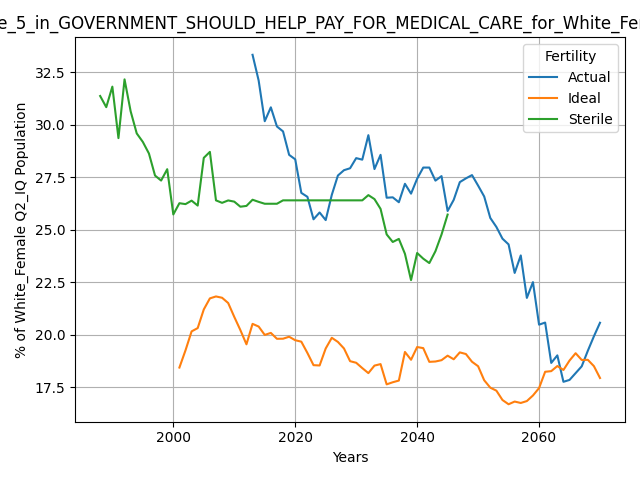 e_5_in_GOVERNMENT_SHOULD_HELP_PAY_FOR_MEDICAL_CARE_for_White_Fe
Fertility
Actual
Ideal
Sterile
32.5
30.0
27.5
25.0
22.5
20.0
17.5
% of White_Female Q2_IQ Population
2000
2020
2040
2060
Years